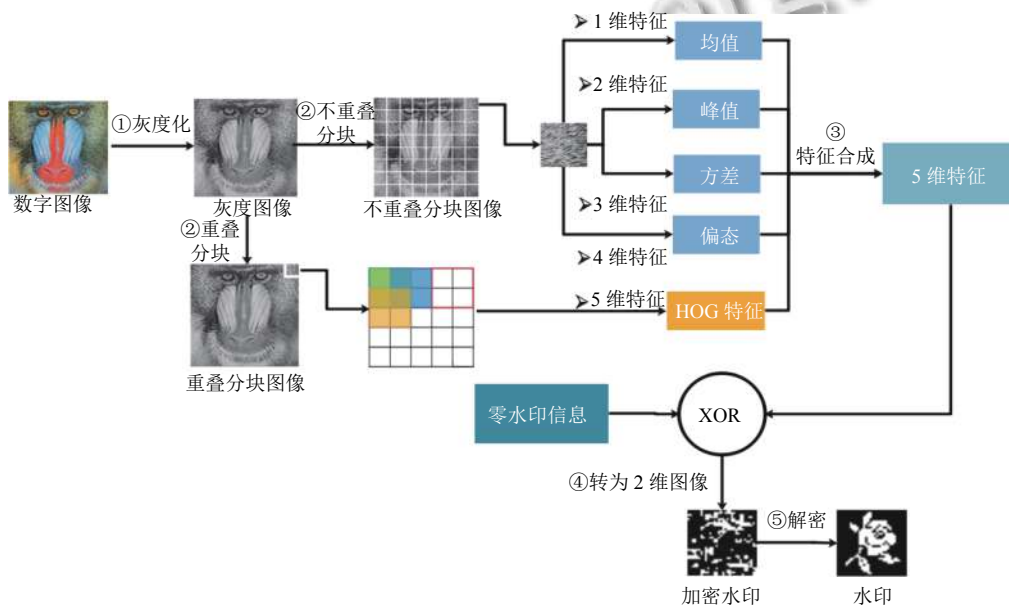 ➤1 维特征
均值
➤2 维特征
峰值
①灰度化
②不重叠
分块
③
特征合成
方差
5 维特征
数字图像
灰度图像
不重叠分块图像
➤3 维特征
偏态
②重叠
分块
➤4 维特征
➤5 维特征
HOG 特征
重叠分块图像
零水印信息
XOR
④转为 2 维图像
⑤解密
加密水印
水印